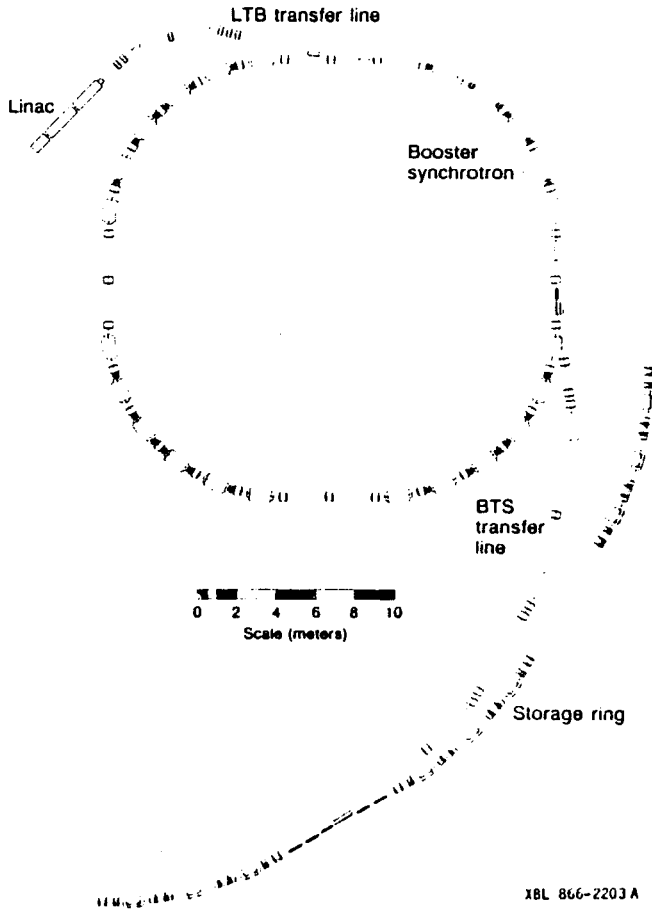 LTB transfer line
Linac
Booster
synchrotron
BTS
transfer
line
0 2 4 6 8 10
Scale (meters)
Storage ring
XBL 866-2203 A